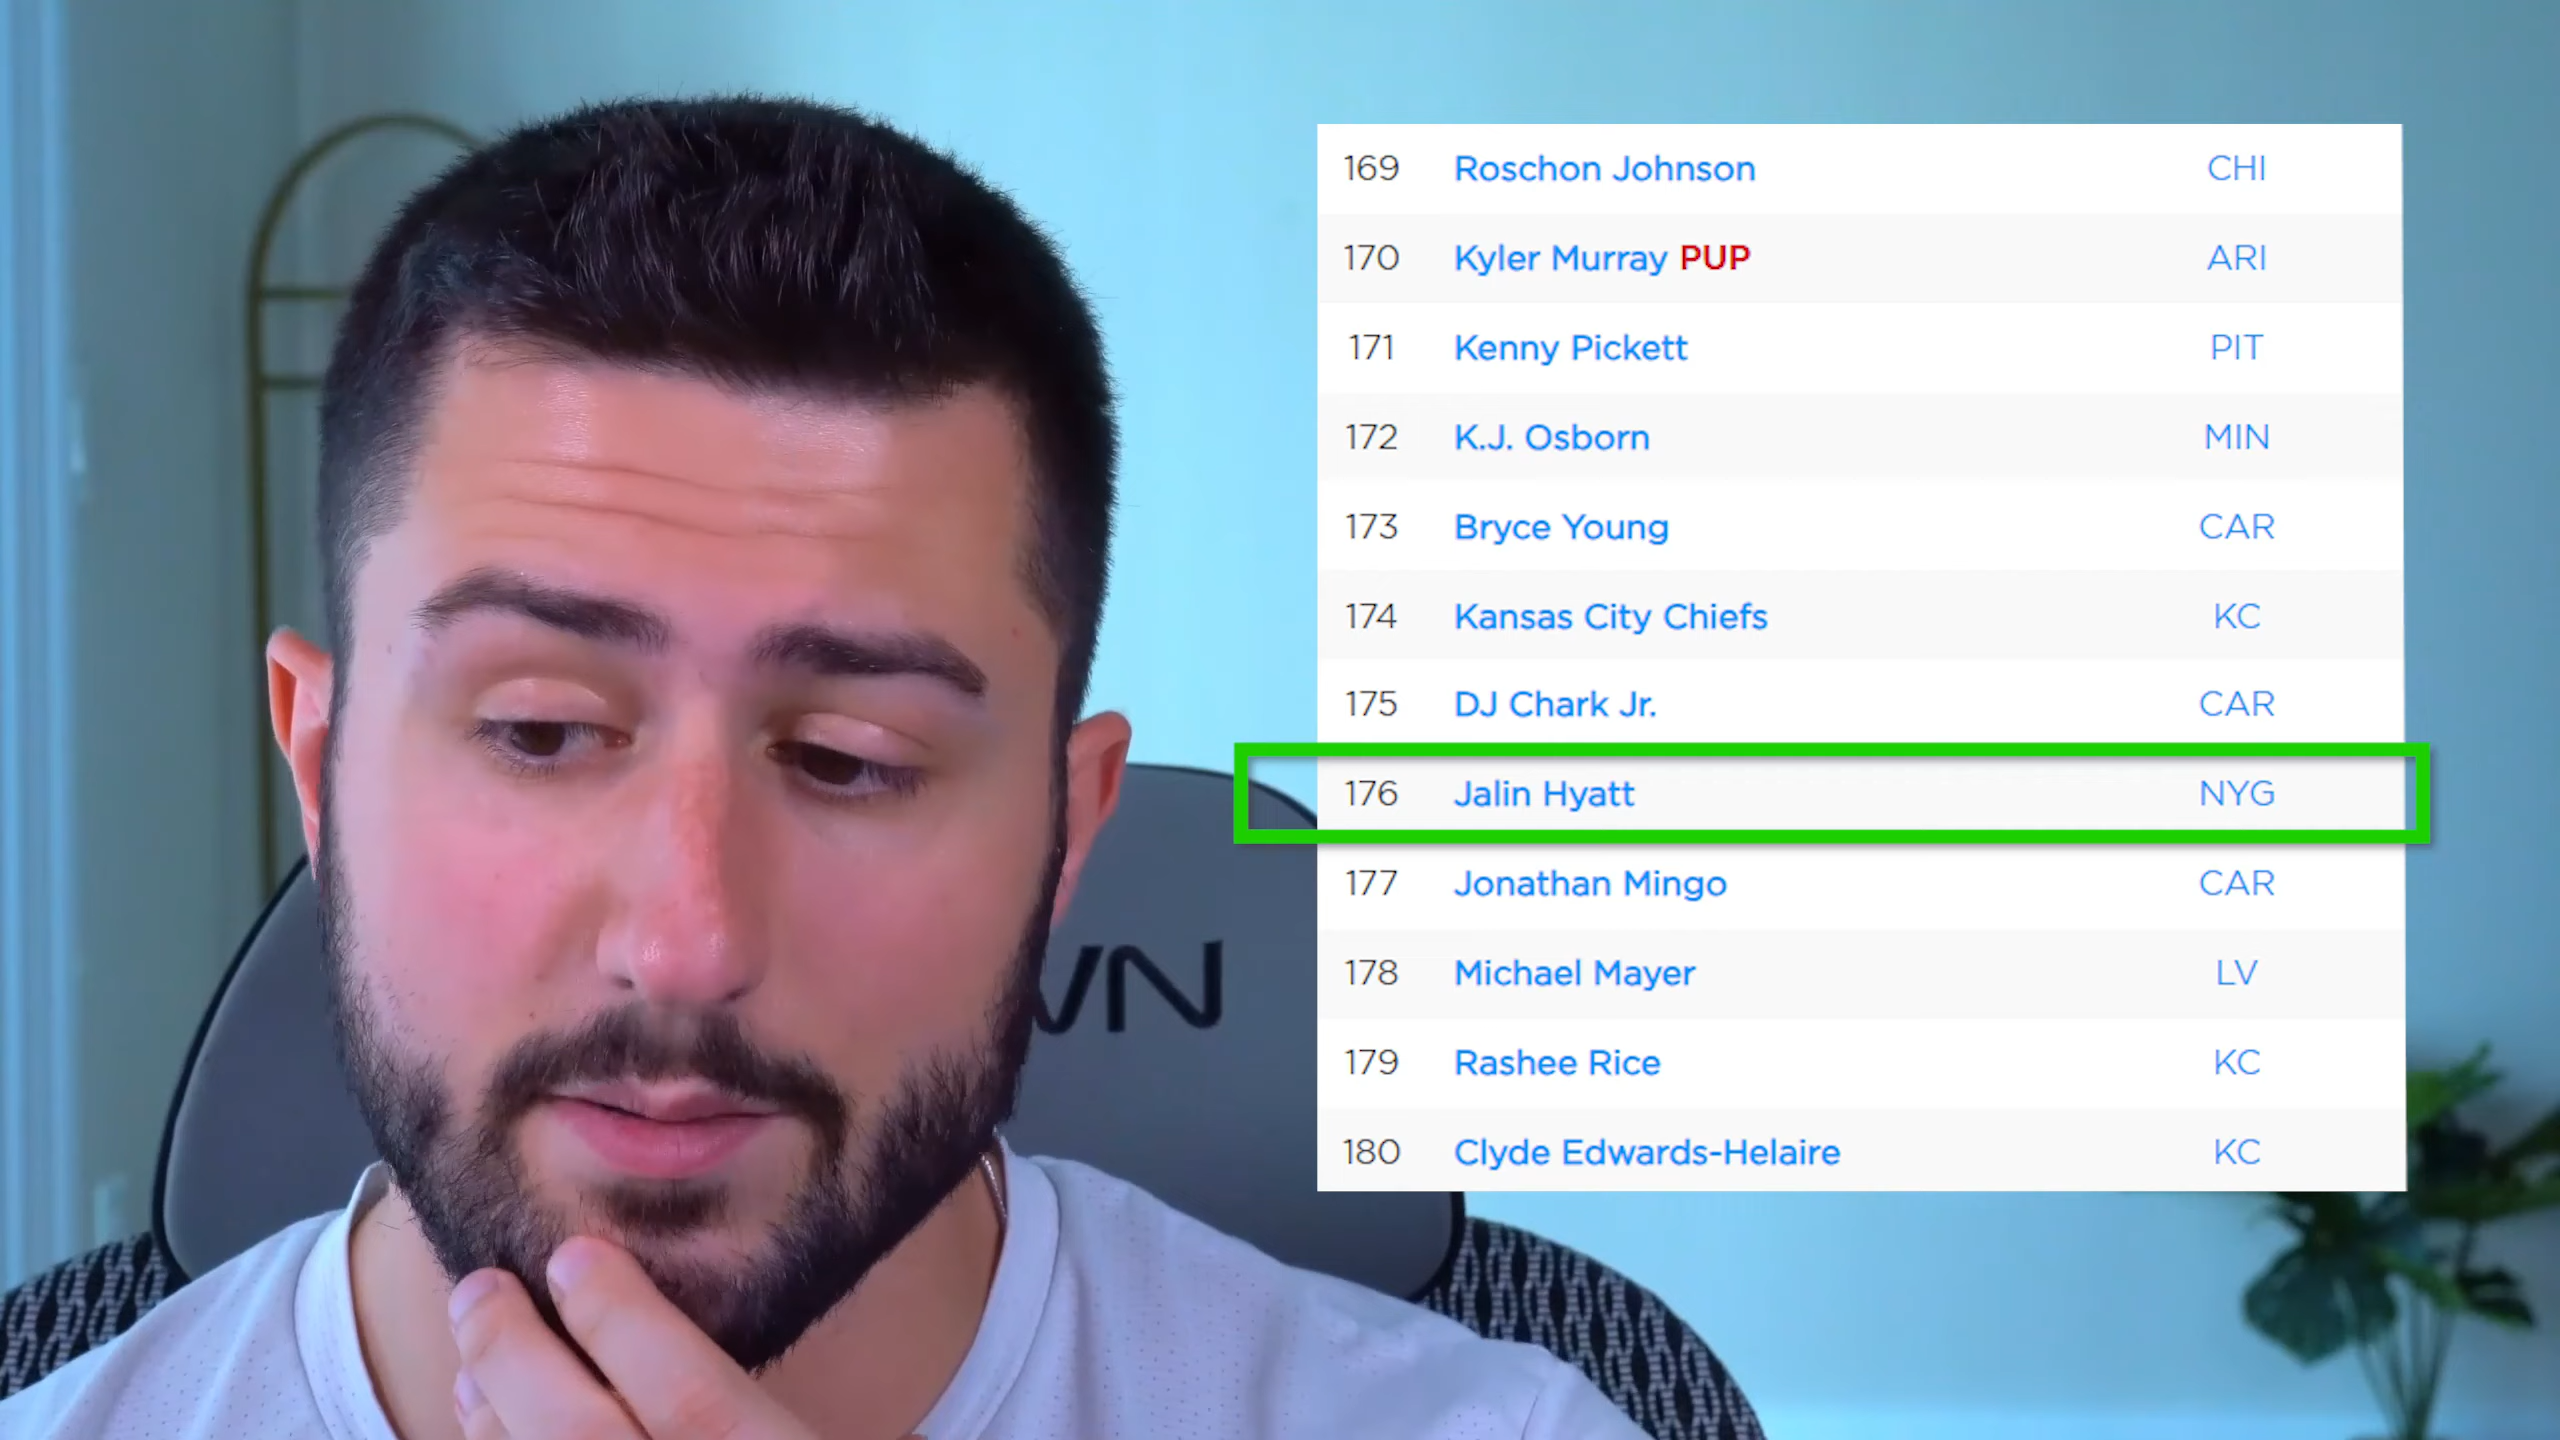 169 Roschon Johnson CHI
170 Kyler Murray PUP ARI
171 Kenny Pickett PIT
172 K.J. Osborn MIN
173 Bryce Young CAR
174 Kansas City Chiefs KC
175 DJ Chark Jr. CAR
176 Jalin Hyatt NYG
177 Jonathan Mingo CAR
178 Michael Mayer LV
179 Rashee Rice KC
180 Clyde Edwards-Helaire KC